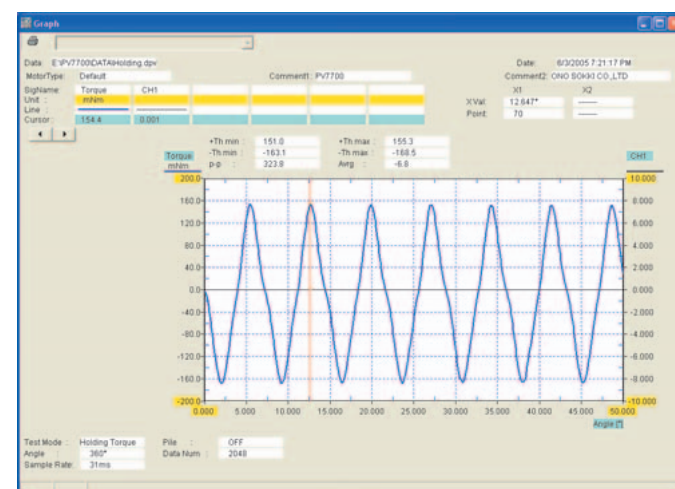 Graph
Data E:\PV7700\DATA\Holding.dpv Date: 6/3/2005 7:21:17 PM
MotorType: Default Comment1: PV7700 Comment2: ONO SOKKI CO.,LTD
SigName: Torque CH1 X1 X2
Unit : mNm XVal: 12.647° -----
Line : Point: 70 -----
Cursor : 154.4 0.001
+Th min : 151.0 +Th max : 155.3
Torque -Th min : -163.1 -Th max : -168.5 CH1
mNm p-p : 323.8 Avrg : -6.8
200.0 10.000
160.0 8.000
120.0 6.000
80.0 4.000
40.0 2.000
0.0 0.000
-40.0 -2.000
-80.0 -4.000
-120.0 -6.000
-160.0 -8.000
-200.0 -10.000
0.000 5.000 10.000 15.000 20.000 25.000 30.000 35.000 40.000 45.000 50.000
Angle [°]
Test Mode : Holding Torque Pile : OFF
Angle : 360° Data Num : 2048
Sample Rate: 31ms